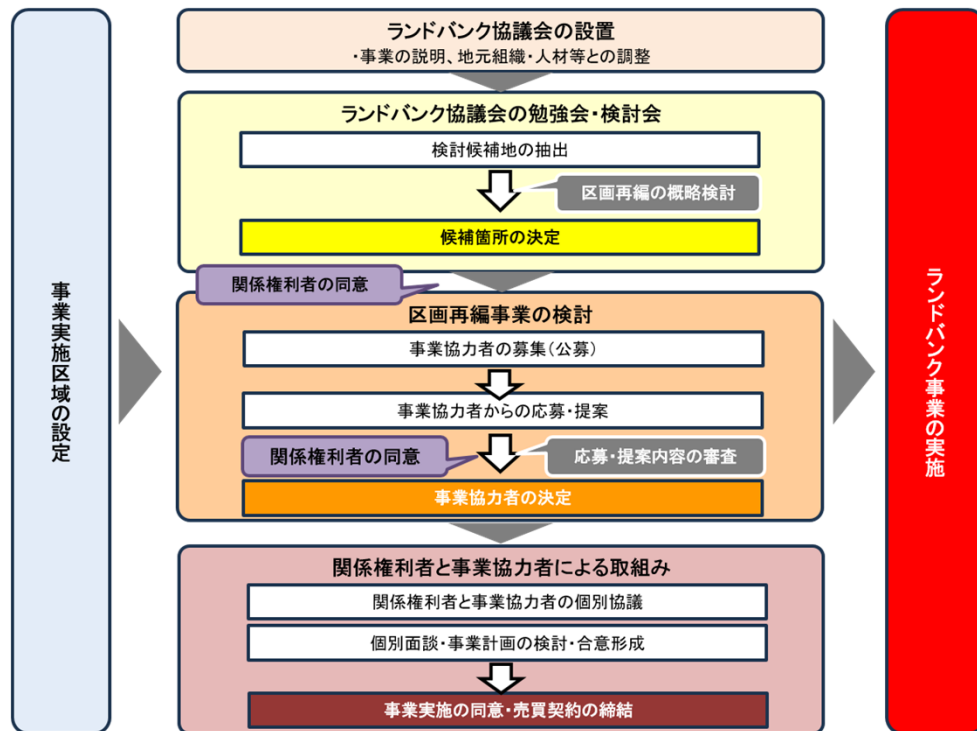 事業実施区域の設定
ランドバンク協議会の設置
・事業の説明、地元組織・人材等との調整
ランドバンク協議会の勉強会・検討会
検討候補地の抽出
区画再編の概略検討
候補箇所の決定
関係権利者の同意
区画再編事業の検討
事業協力者の募集(公募)
事業協力者からの応募・提案
関係権利者の同意
応募・提案内容の審査
事業協力者の決定
関係権利者と事業協力者による取組み
関係権利者と事業協力者の個別協議
個別面談・事業計画の検討・合意形成
事業実施の同意・売買契約の締結
ランドバンク事業の実施